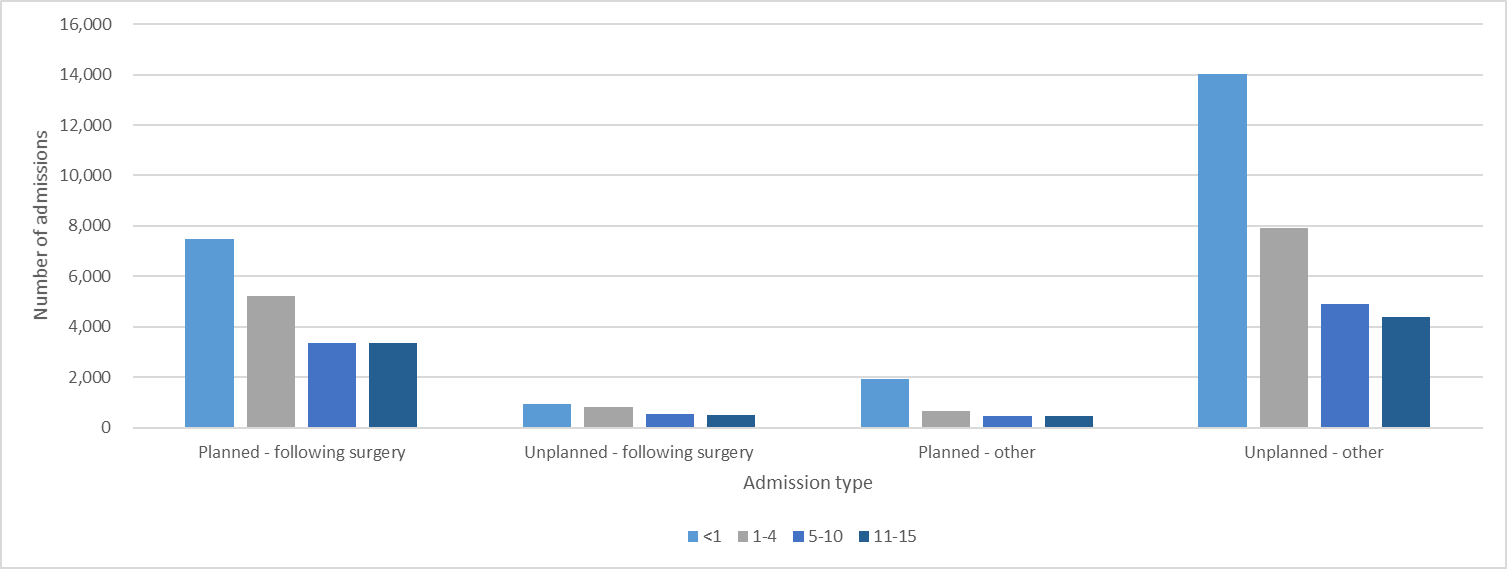 16,000
14,000
12,000
10,000
8,000
6,000
4,000
2,000
0
Number of admissions
Planned - following surgery
Unplanned - following surgery
Planned - other
Unplanned - other
Admission type
<1 1-4 5-10 11-15